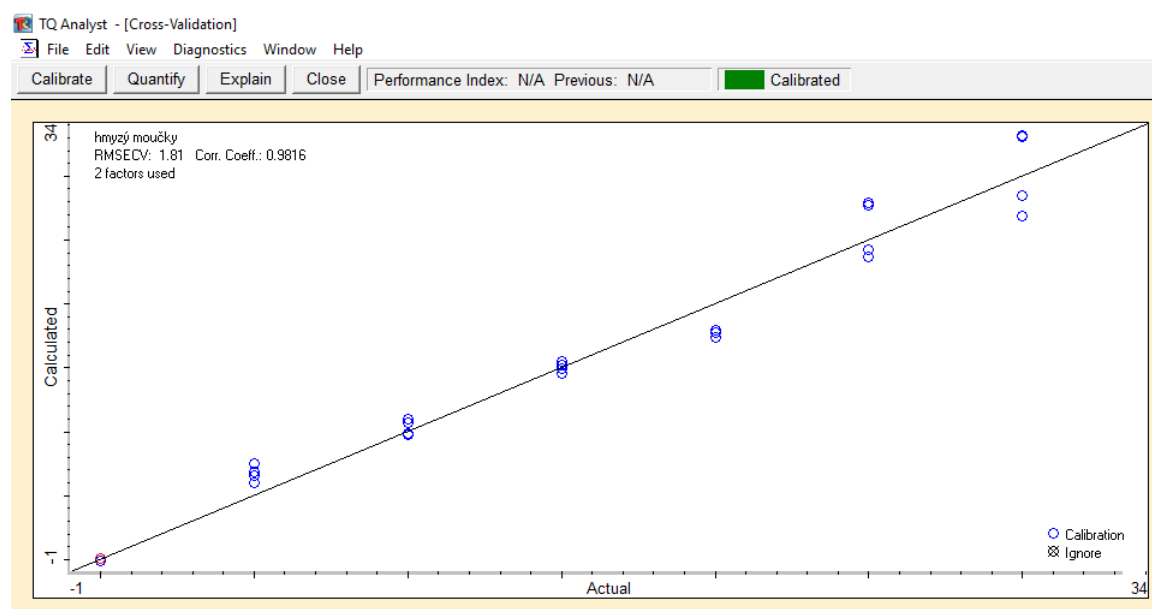 TQ Analyst - [Cross-Validation]
File Edit View Diagnostics Window Help
Calibrate Quantify Explain Close Performance Index: N/A Previous: N/A Calibrated
34
hmyzý moučky
RMSECV: 1.81 Corr. Coeff.: 0.9816
2 factors used
Calculated
-1
Calibration
Ignore
-1 Actual 34